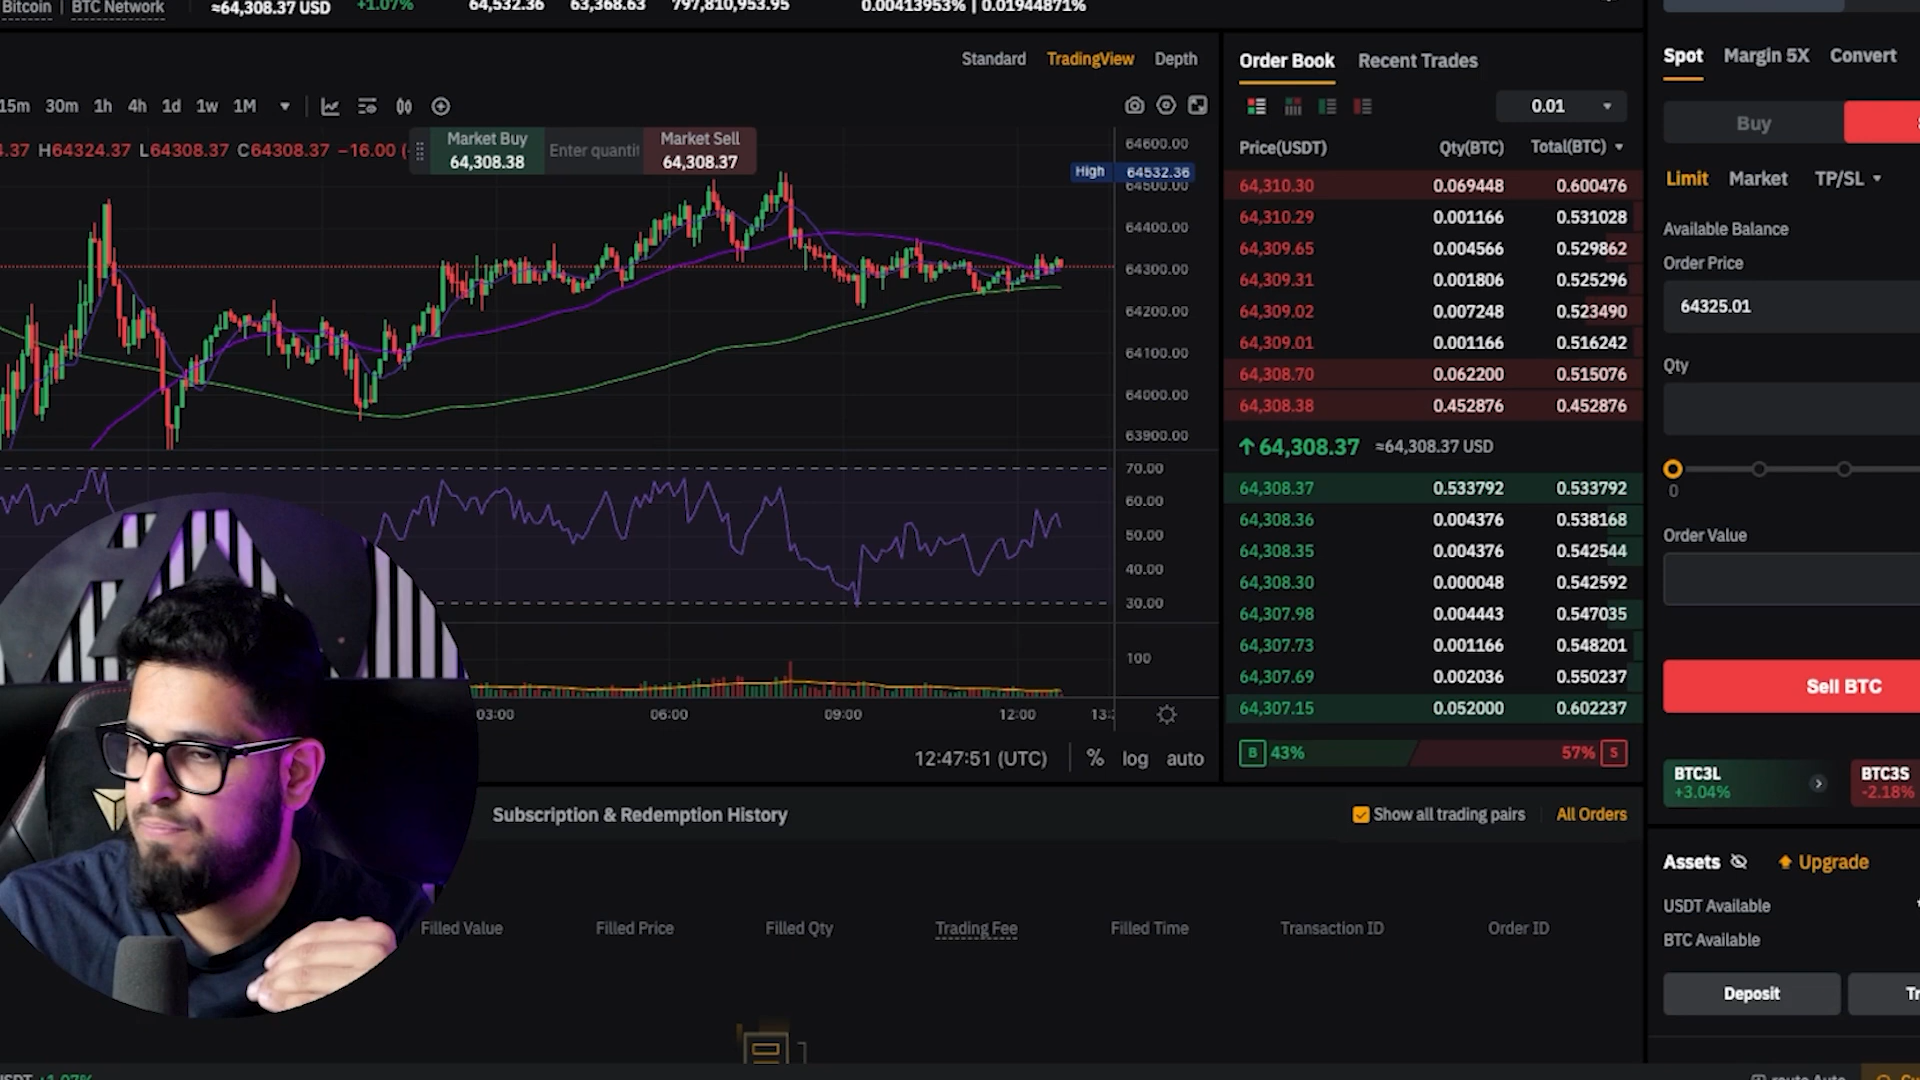 Bitcoin | BTC Network ≈64,308.37 USD +1.07% 64,532.36 63,368.63 797,810,953.95 0.00413953% | 0.01944871%
Standard TradingView Depth
15m 30m 1h 4h 1d 1w 1M
4.37 H64324.37 L64308.37 C64308.37 −16.00 (
Market Buy
64,308.38
Enter quantit
Market Sell
64,308.37
High 64532.36
64600.00
64500.00
64400.00
64300.00
64200.00
64100.00
64000.00
63900.00
70.00
60.00
50.00
40.00
30.00
100
03:00 06:00 09:00 12:00 13:
12:47:51 (UTC) % log auto
Order Book Recent Trades
0.01
Price(USDT) Qty(BTC) Total(BTC)
64,310.30 0.069448 0.600476
64,310.29 0.001166 0.531028
64,309.65 0.004566 0.529862
64,309.31 0.001806 0.525296
64,309.02 0.007248 0.523490
64,309.01 0.001166 0.516242
64,308.70 0.062200 0.515076
64,308.38 0.452876 0.452876
↑64,308.37 ≈64,308.37 USD
64,308.37 0.533792 0.533792
64,308.36 0.004376 0.538168
64,308.35 0.004376 0.542544
64,308.30 0.000048 0.542592
64,307.98 0.004443 0.547035
64,307.73 0.001166 0.548201
64,307.69 0.002036 0.550237
64,307.15 0.052000 0.602237
B 43% 57% S
Spot Margin 5X Convert
Buy
Limit Market TP/SL
Available Balance
Order Price
64325.01
Qty
0
Order Value
Sell BTC
BTC3L
+3.04%
BTC3S
-2.18%
Assets Upgrade
USDT Available
BTC Available
Deposit Tr
Subscription & Redemption History Show all trading pairs All Orders
Filled Value Filled Price Filled Qty Trading Fee Filled Time Transaction ID Order ID